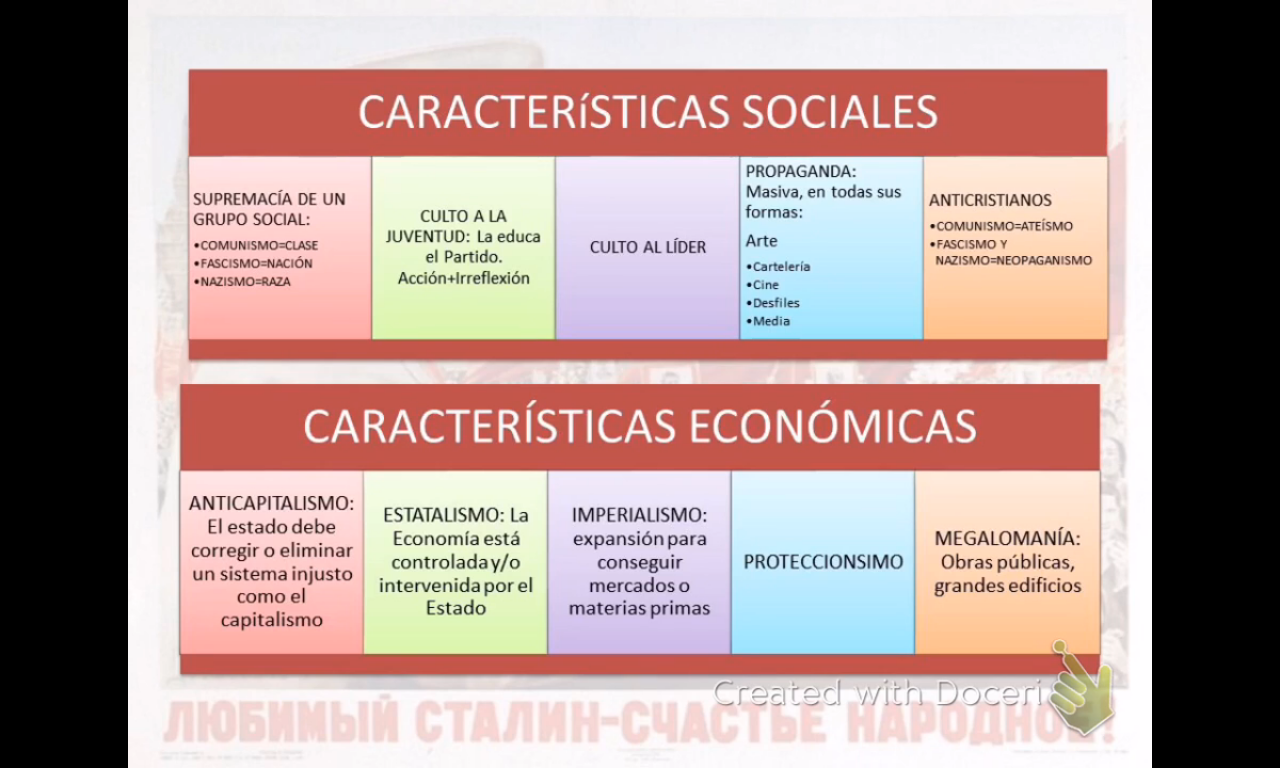 CARACTERíSTICAS SOCIALES
SUPREMACÍA DE UN
GRUPO SOCIAL:
•COMUNISMO=CLASE
•FASCISMO=NACIÓN
•NAZISMO=RAZA
CULTO A LA
JUVENTUD: La educa
el Partido.
Acción+Irreflexión
CULTO AL LÍDER
PROPAGANDA:
Masiva, en todas sus
formas:
Arte
•Cartelería
•Cine
•Desfiles
•Media
ANTICRISTIANOS
•COMUNISMO=ATEÍSMO
•FASCISMO Y
NAZISMO=NEOPAGANISMO
CARACTERÍSTICAS ECONÓMICAS
ANTICAPITALISMO:
El estado debe
corregir o eliminar
un sistema injusto
como el
capitalismo
ESTATALISMO: La
Economía está
controlada y/o
intervenida por el
Estado
IMPERIALISMO:
expansión para
conseguir
mercados o
materias primas
PROTECCIONSIMO
MEGALOMANÍA:
Obras públicas,
grandes edificios
Created with Doceri
ЛЮБИМЫЙ СТАЛИН-СЧАСТЬЕ НАРОДНОЕ!